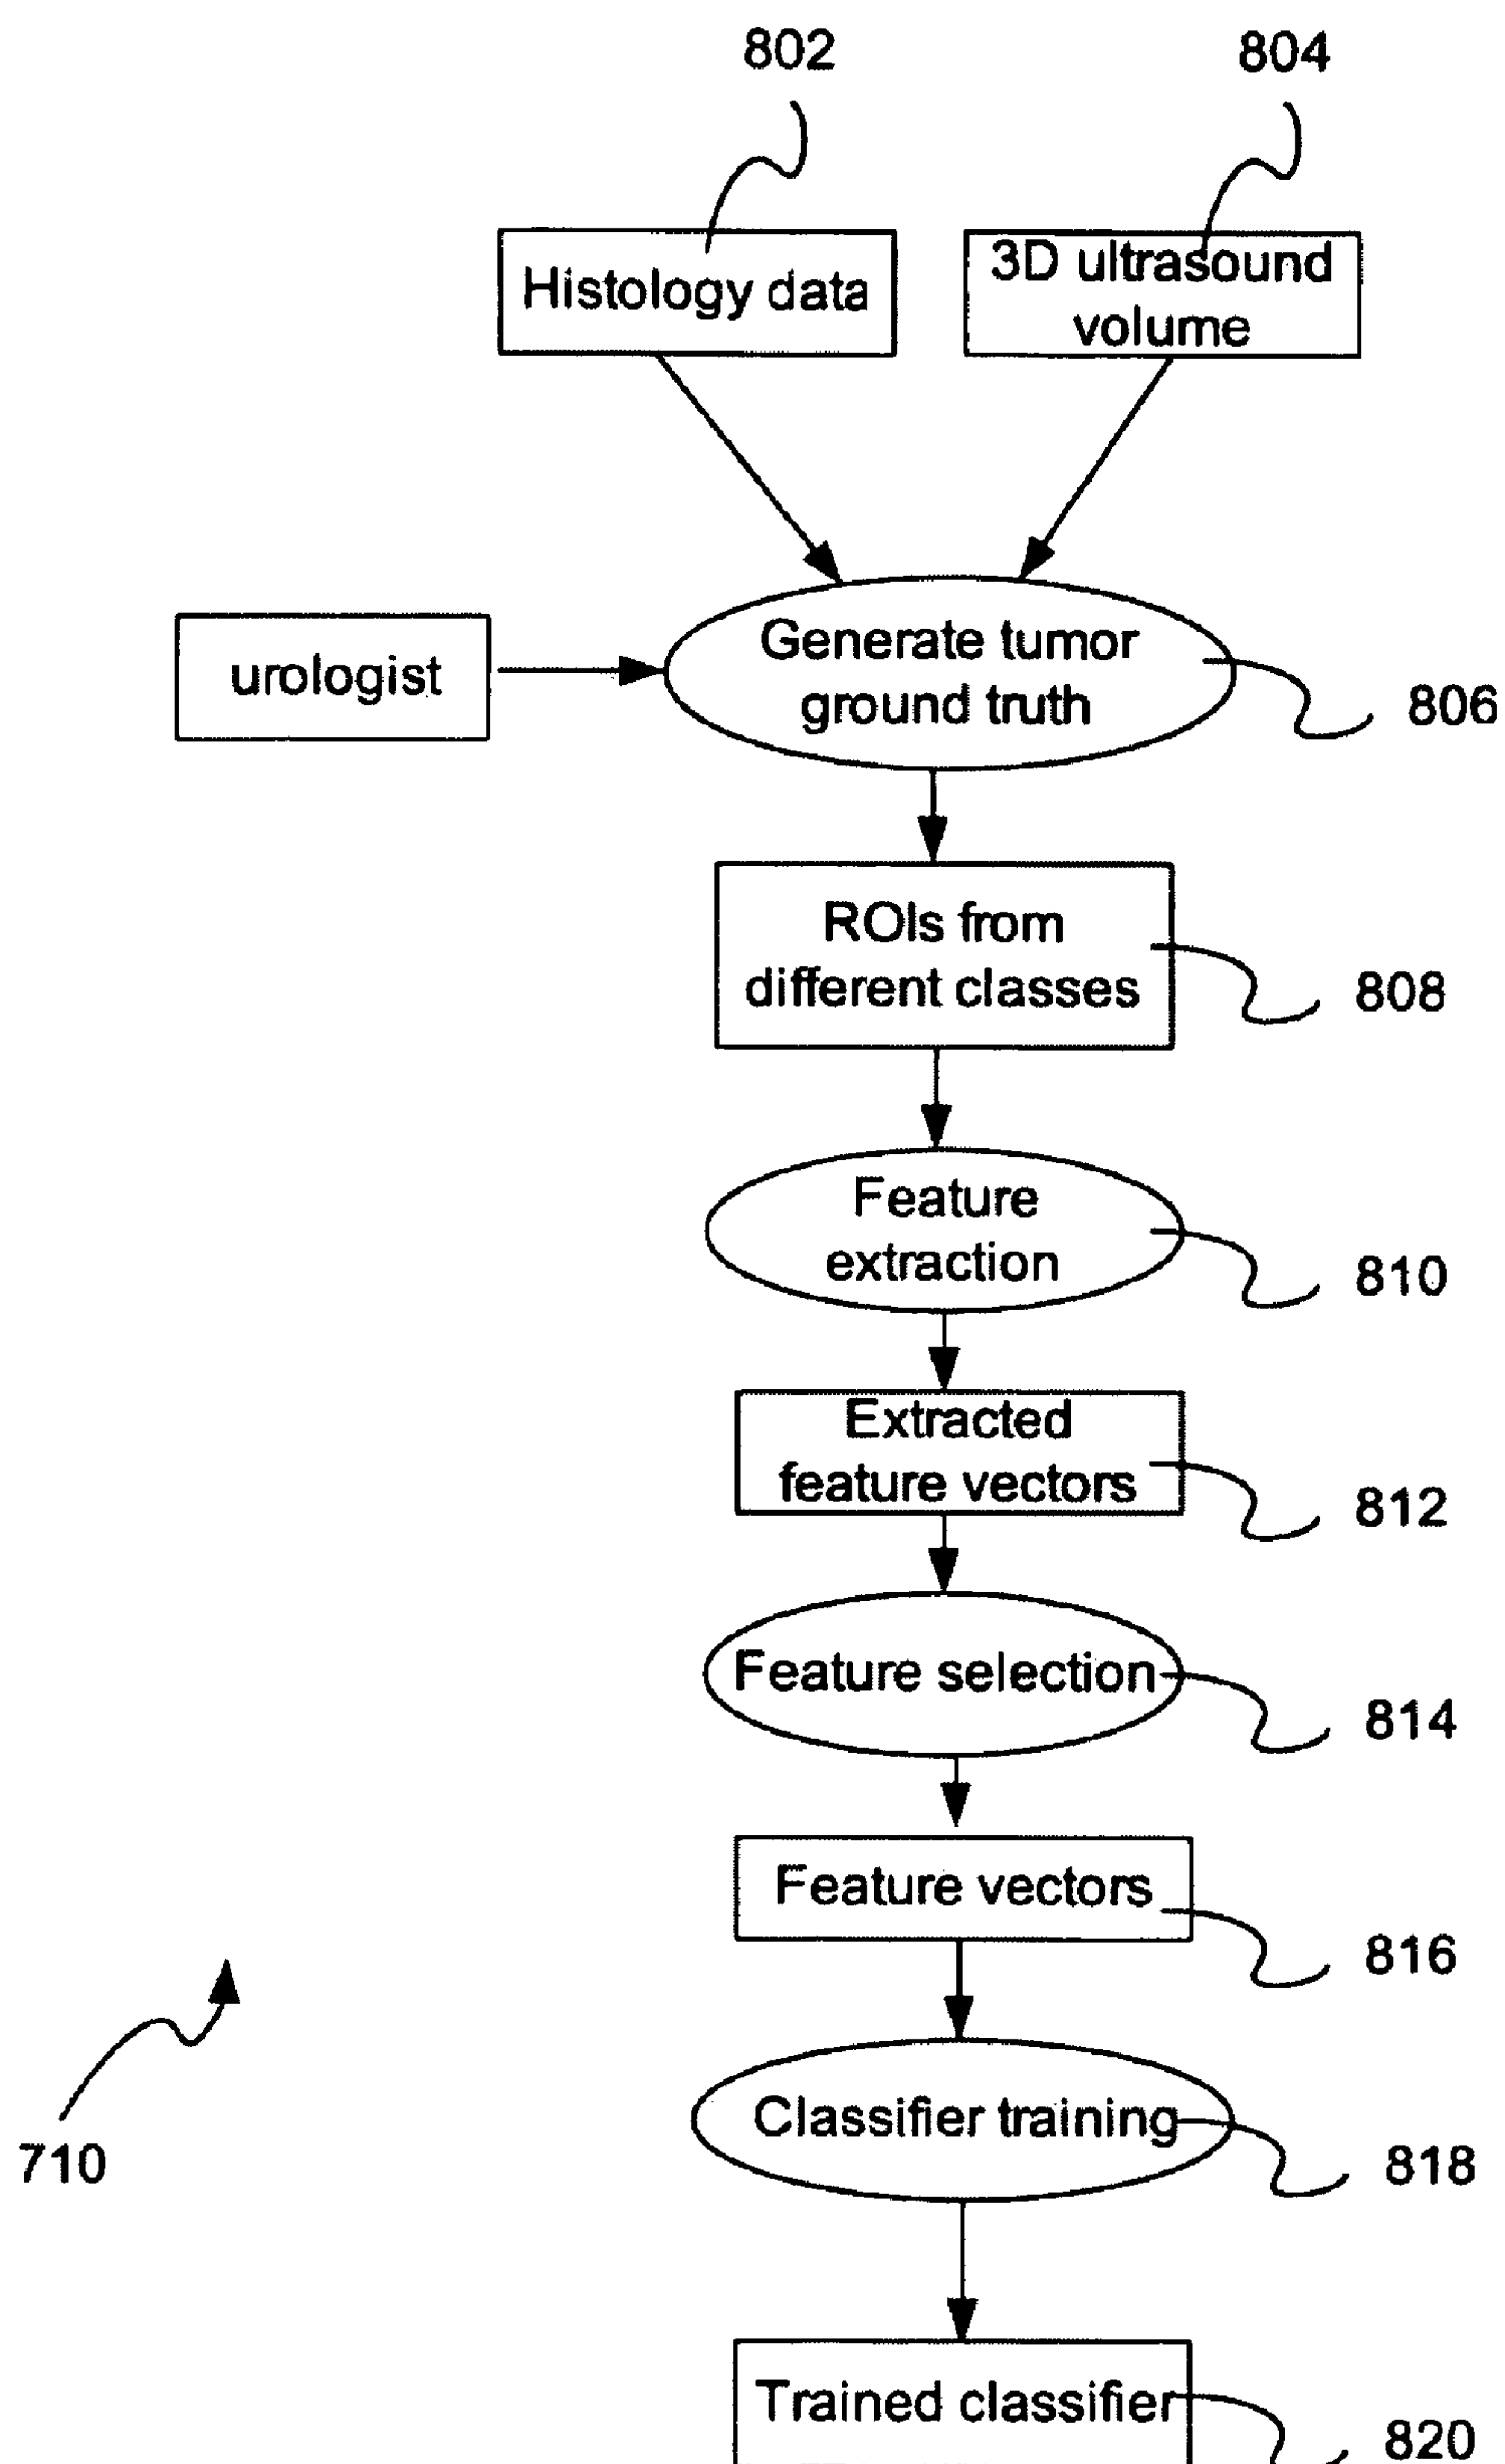 802
804
Histology data
3D ultrasound
volume
urologist
Generate tumor
ground truth
806
ROIs from
different classes
808
Feature
extraction
810
Extracted
feature vectors
812
Feature selection
814
Feature vectors
816
Classifier training
818
710
Trained classifier
820